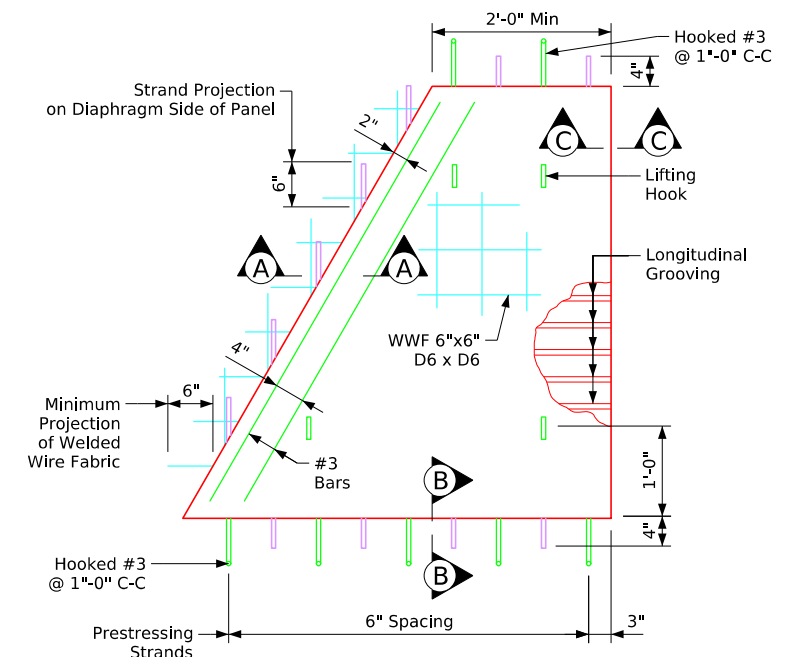 2'-0" Min
Hooked #3
@ 1"-0" C-C
4"
Strand Projection
on Diaphragm Side of Panel
2"
6"
C
C
Lifting
Hook
A
A
Longitudinal
Grooving
WWF 6"x6"
D6 x D6
4"
6"
Minimum
Projection
of Welded
Wire Fabric
#3
Bars
1'-0"
B
4"
Hooked #3
@ 1"-0" C-C
B
6" Spacing
3"
Prestressing
Strands